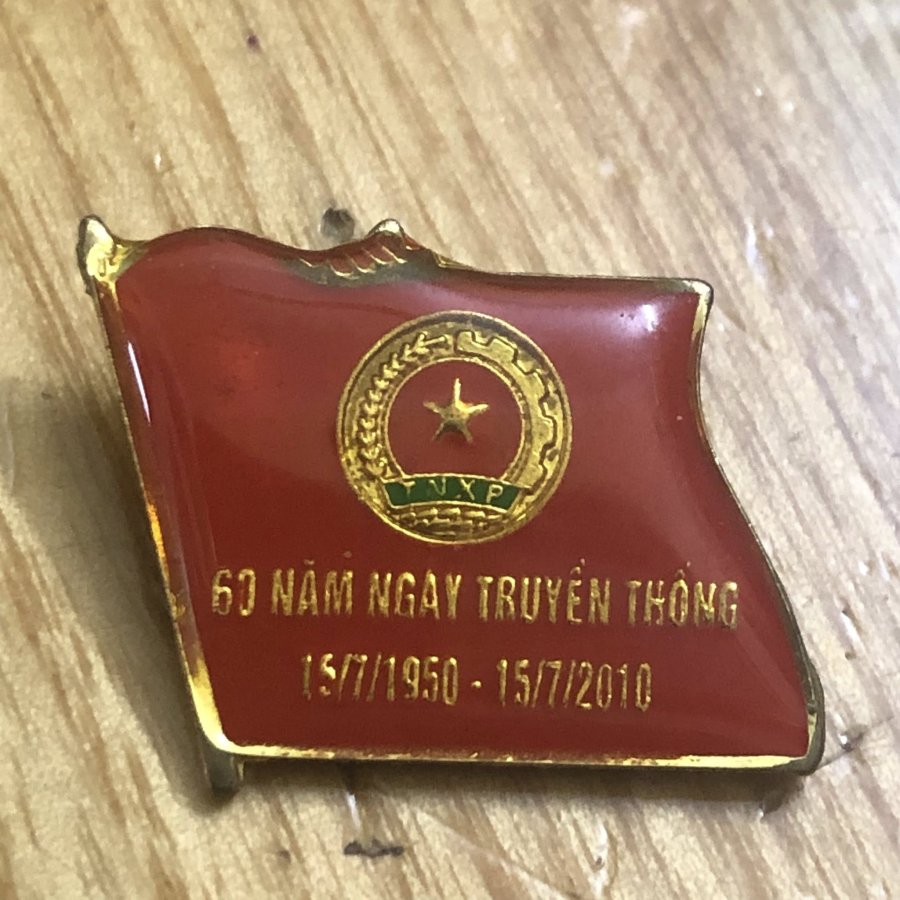 TNXP
60 NĂM NGÀY TRUYỀN THỐNG
15/7/1950 - 15/7/2010